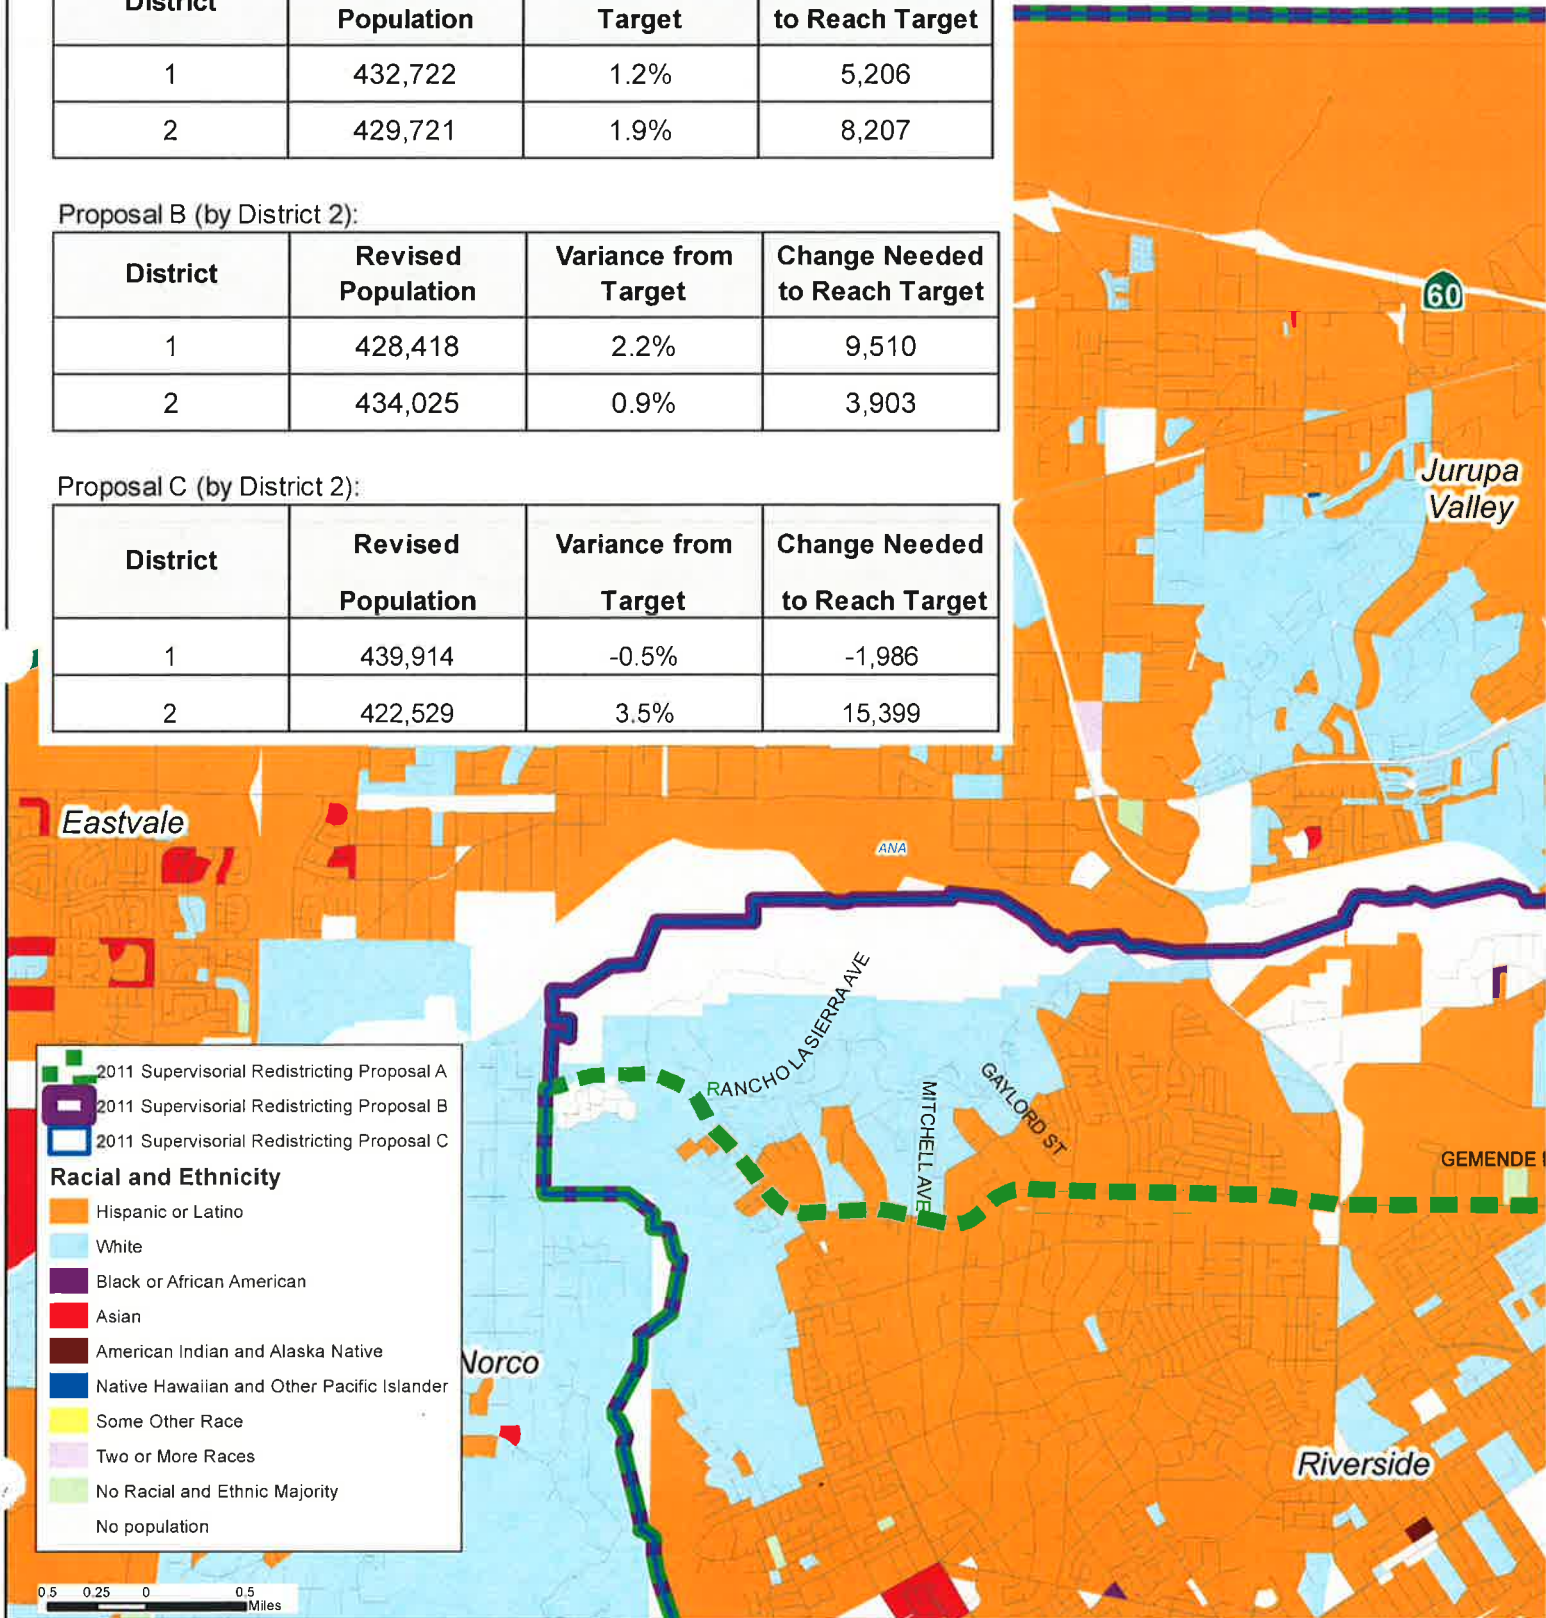 District
Population Target to Reach Target
1 432,722 1.2% 5,206
2 429,721 1.9% 8,207
Proposal B (by District 2):
District Revised Population Variance from Target Change Needed to Reach Target
1 428,418 2.2% 9,510
2 434,025 0.9% 3,903
Proposal C (by District 2):
District Revised Population Variance from Target Change Needed to Reach Target
1 439,914 -0.5% -1,986
2 422,529 3.5% 15,399
60
Jurupa
Valley
Eastvale
ANA
RANCHO LA SIERRA AVE
MITCHELL AVE
GAYLORD ST
GEMENDE
Norco
Riverside
2011 Supervisorial Redistricting Proposal A
2011 Supervisorial Redistricting Proposal B
2011 Supervisorial Redistricting Proposal C
Racial and Ethnicity
Hispanic or Latino
White
Black or African American
Asian
American Indian and Alaska Native
Native Hawaiian and Other Pacific Islander
Some Other Race
Two or More Races
No Racial and Ethnic Majority
No population
0.5 0.25 0 0.5
Miles